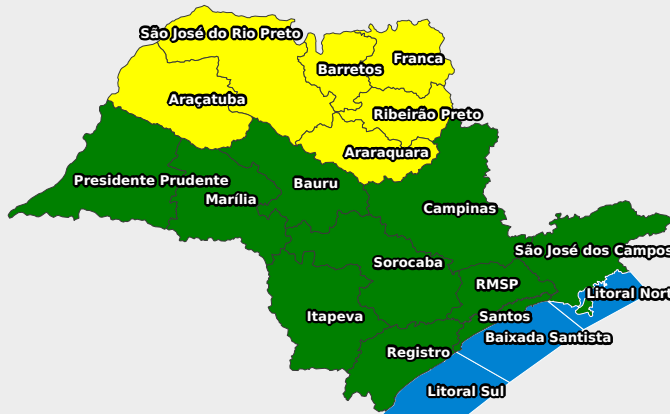 São José do Rio Preto
Franca
Barretos
Araçatuba
Ribeirão Preto
Araraquara
Presidente Prudente
Bauru
Marília
Campinas
São José dos Campos
Sorocaba
RMSP
Litoral Nort
Itapeva
Santos
Baixada Santista
Registro
Litoral Sul